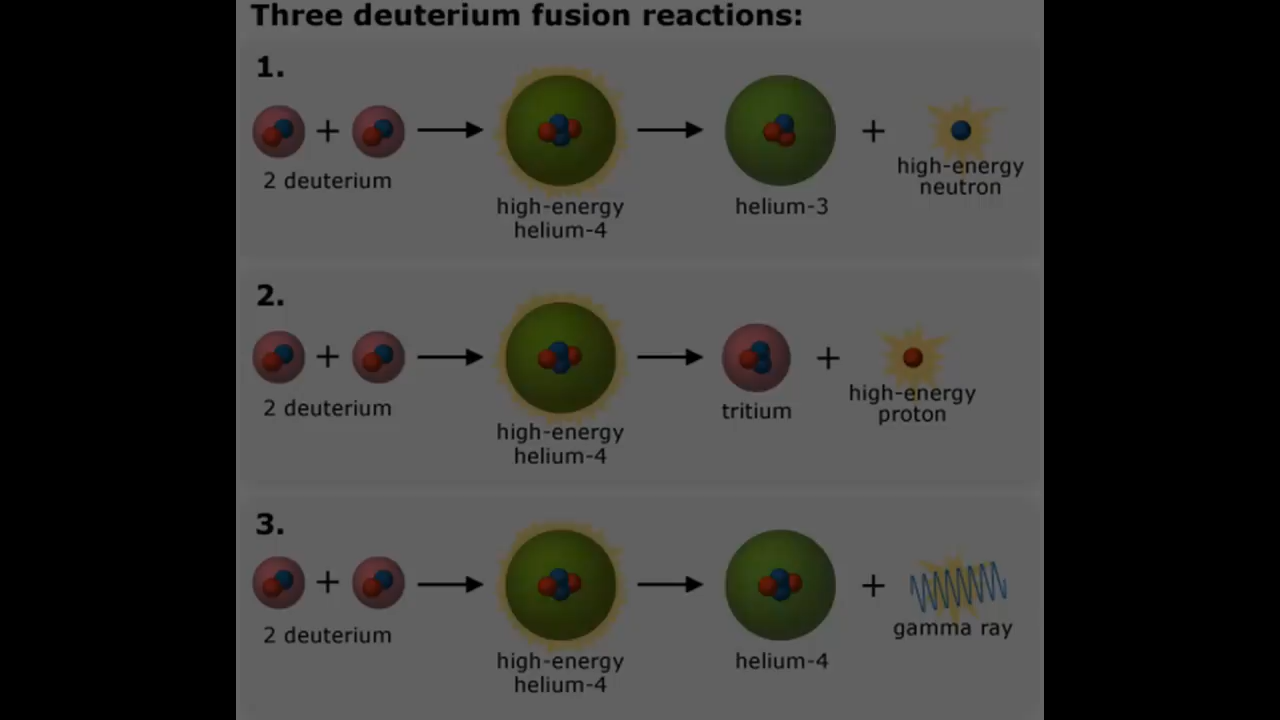 Three deuterium fusion reactions:
1.
+
+
2 deuterium
high-energy
helium-4
helium-3
high-energy
neutron
2.
+
+
2 deuterium
high-energy
helium-4
tritium
high-energy
proton
3.
+
+
2 deuterium
high-energy
helium-4
helium-4
gamma ray